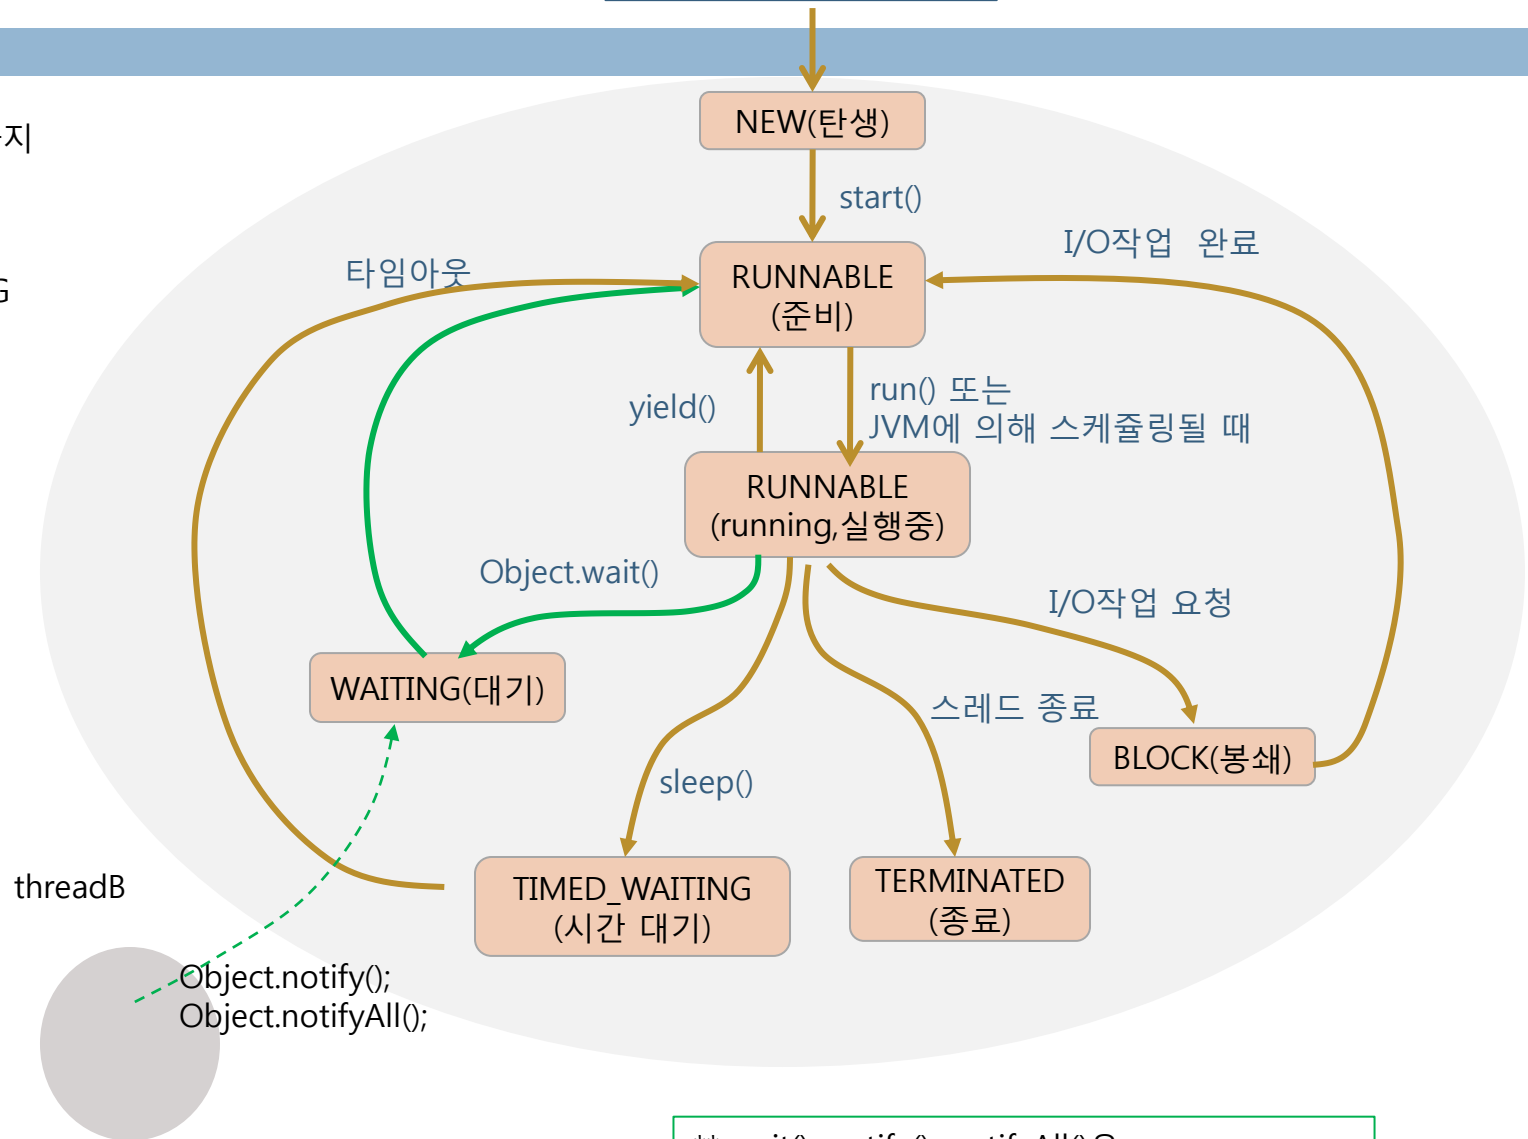 NEW(탄생)
start()
I/O작업 완료
타임아웃
RUNNABLE
(준비)
G
yield()
run() 또는
JVM에 의해 스케쥴링될 때
RUNNABLE
(running,실행중)
Object.wait()
I/O작업 요청
WAITING(대기)
스레드 종료
BLOCK(봉쇄)
sleep()
threadB
TIMED_WAITING
(시간 대기)
TERMINATED
(종료)
Object.notify();
Object.notifyAll();